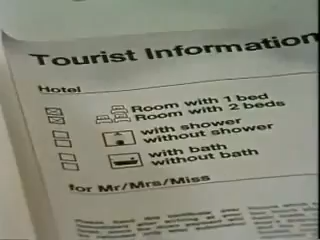 Tourist Information
Hotel
Room with 1 bed
Room with 2 beds
with shower
without shower
with bath
without bath
for Mr/Mrs/Miss